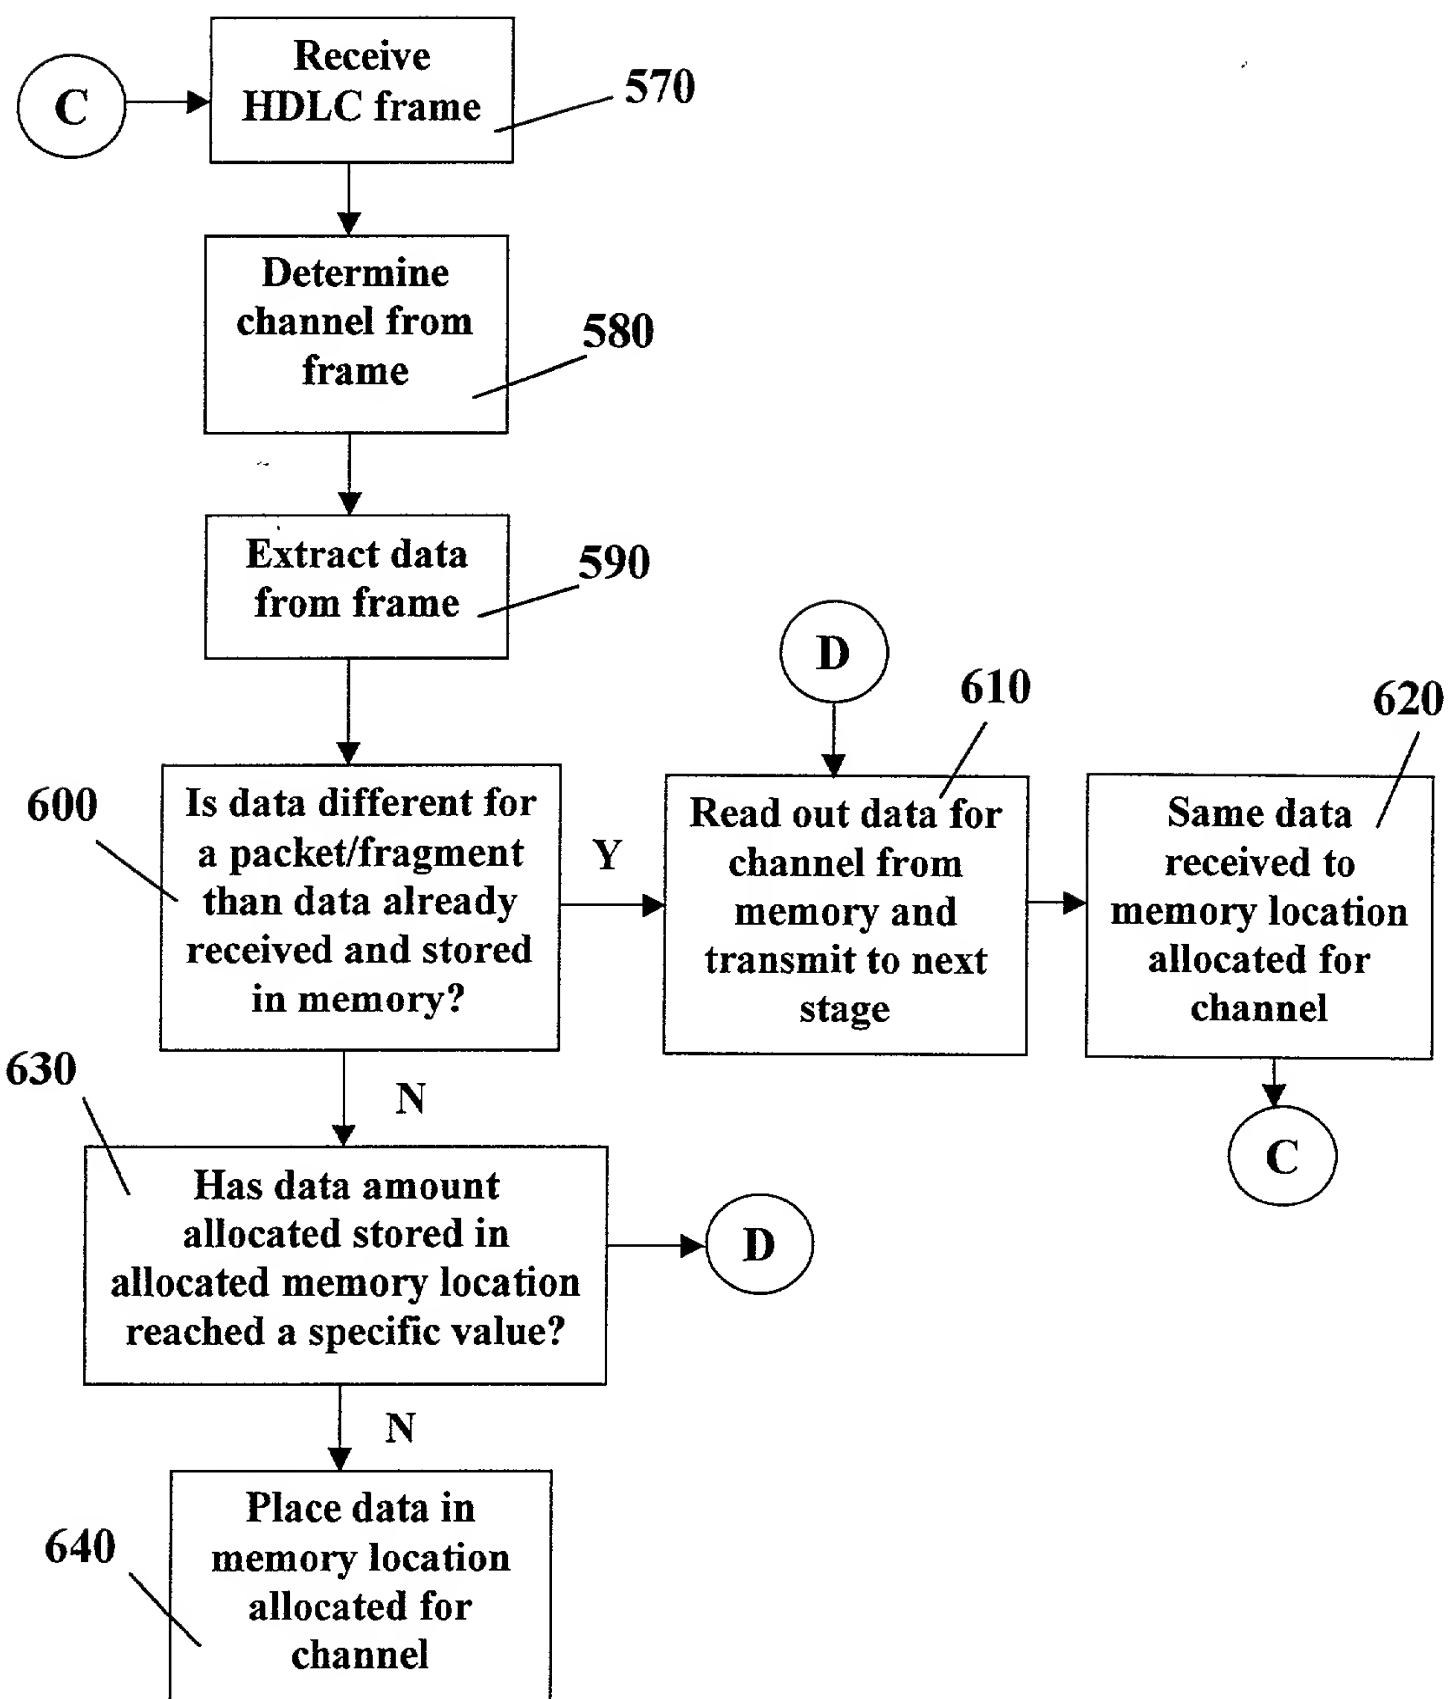 C
Receive
HDLC frame
570
Determine
channel from
frame
580
Extract data
from frame
590
D
610
620
600
Is data different for
a packet/fragment
than data already
received and stored
in memory?
Y
Read out data for
channel from
memory and
transmit to next
stage
Same data
received to
memory location
allocated for
channel
630
N
C
Has data amount
allocated stored in
allocated memory location
reached a specific value?
D
N
640
Place data in
memory location
allocated for
channel